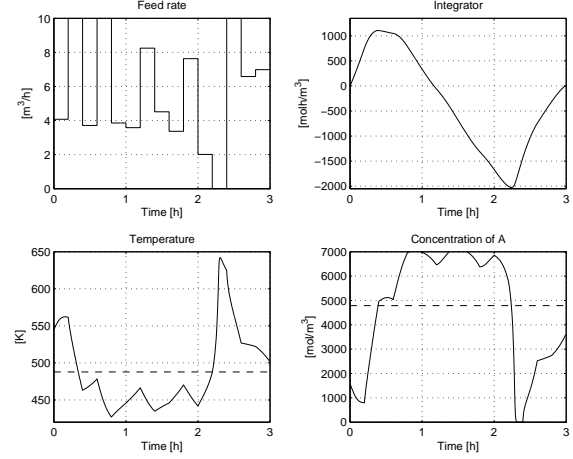 Feed rate
10
8
6
4
2
0
[m³/h]
0 1 2 3
Time [h]
Integrator
1000
500
0
−500
−1000
−1500
−2000
[molh/m³]
0 1 2 3
Time [h]
Temperature
650
600
550
500
450
[K]
0 1 2 3
Time [h]
Concentration of A
7000
6000
5000
4000
3000
2000
1000
0
[mol/m³]
0 1 2 3
Time [h]